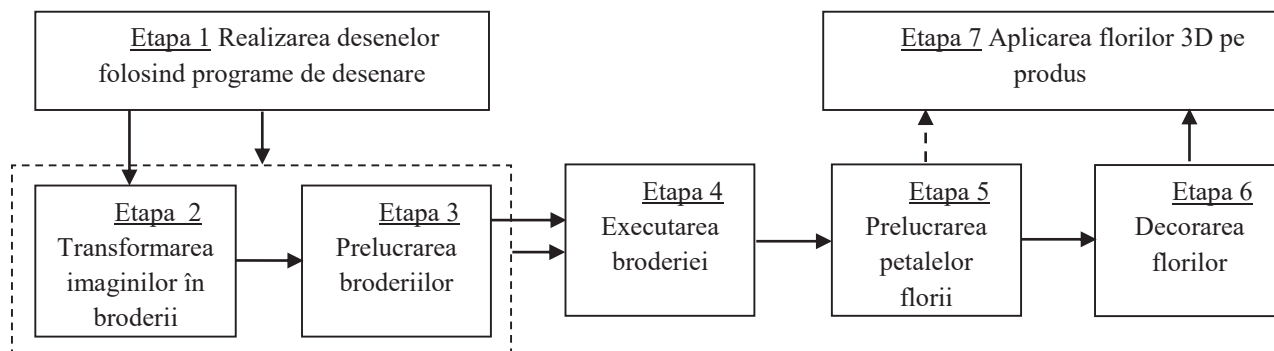 Etapa 1 Realizarea desenelor
folosind programe de desenare
Etapa 7 Aplicarea florilor 3D pe
produs
Etapa 2
Transformarea
imaginilor în
broderii
Etapa 3
Prelucrarea
broderiilor
Etapa 4
Executarea
broderiei
Etapa 5
Prelucrarea
petalelor
florii
Etapa 6
Decorarea
florilor